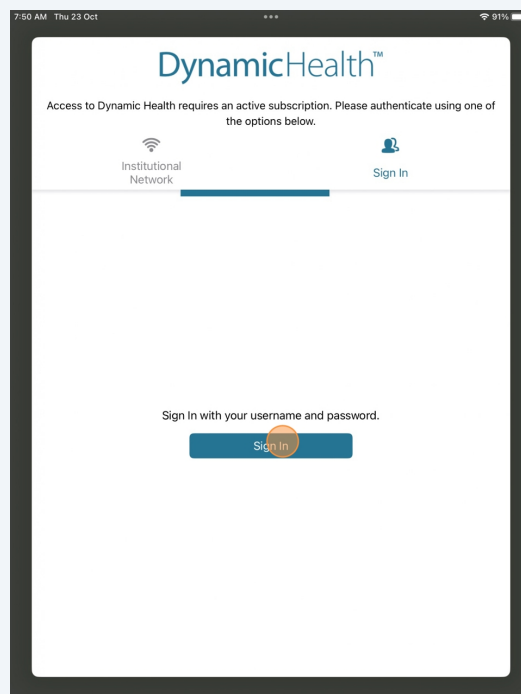 7:50 AM Thu 23 Oct
91%
DynamicHealth™
Access to Dynamic Health requires an active subscription. Please authenticate using one of
the options below.
Institutional
Network
Sign In
Sign In with your username and password.
Sign In